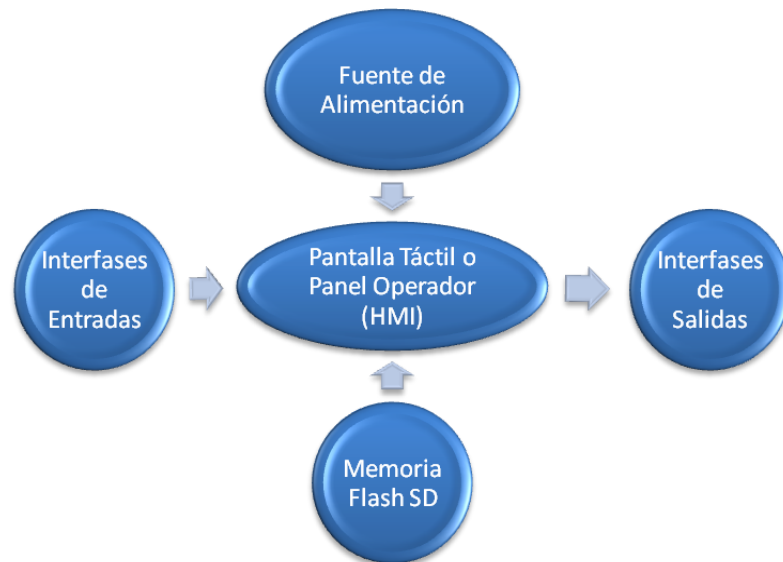 Fuente de
Alimentación
Interfases
de
Entradas
Pantalla Táctil o
Panel Operador
(HMI)
Interfases
de
Salidas
Memoria
Flash SD